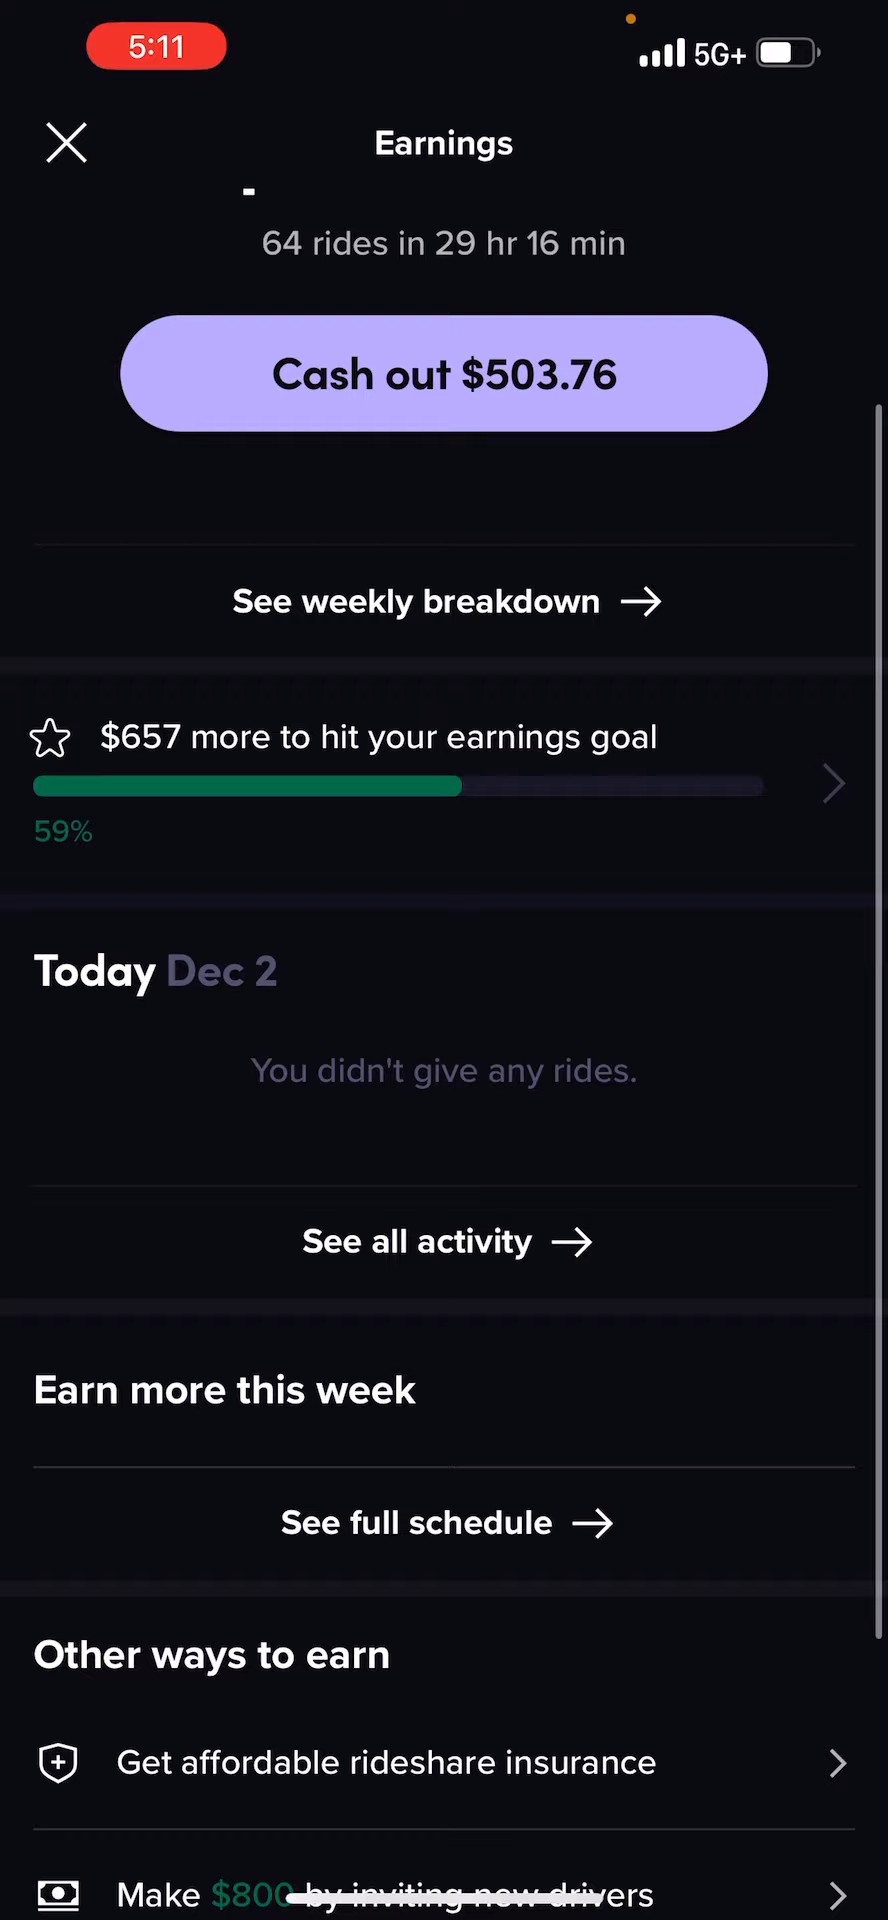 5:11
5G+
Earnings
64 rides in 29 hr 16 min
Cash out $503.76
See weekly breakdown
$657 more to hit your earnings goal
59%
Today Dec 2
You didn't give any rides.
See all activity
Earn more this week
See full schedule
Other ways to earn
Get affordable rideshare insurance
Make $800 by inviting new drivers